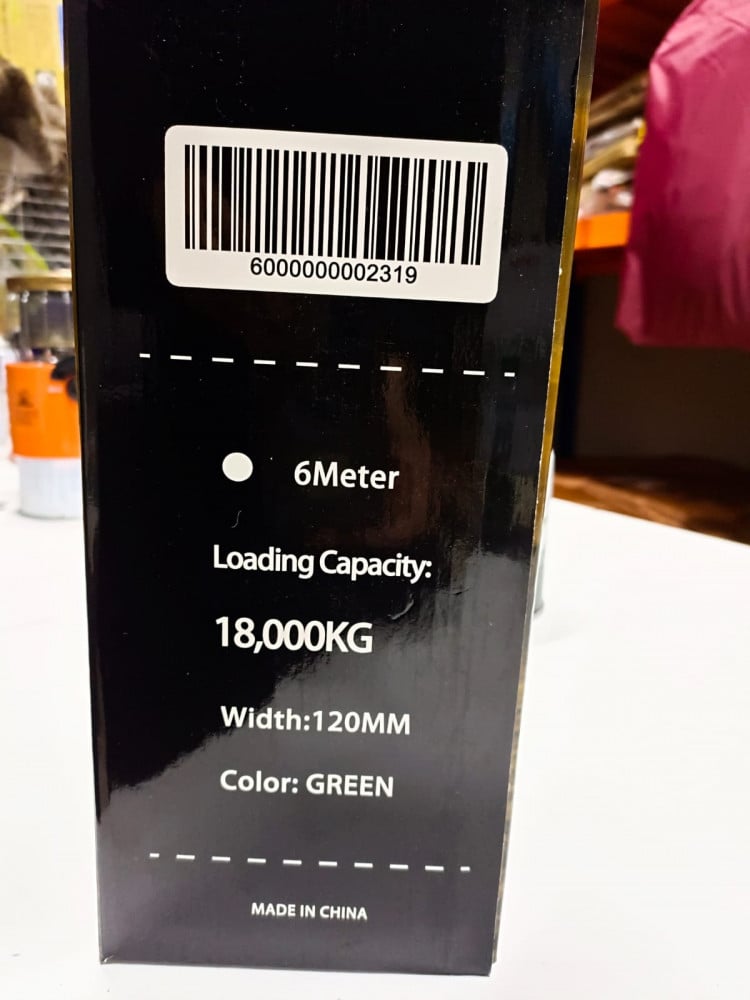 6000000002319
6Meter
Loading Capacity:
18,000KG
Width:120MM
Color: GREEN
MADE IN CHINA